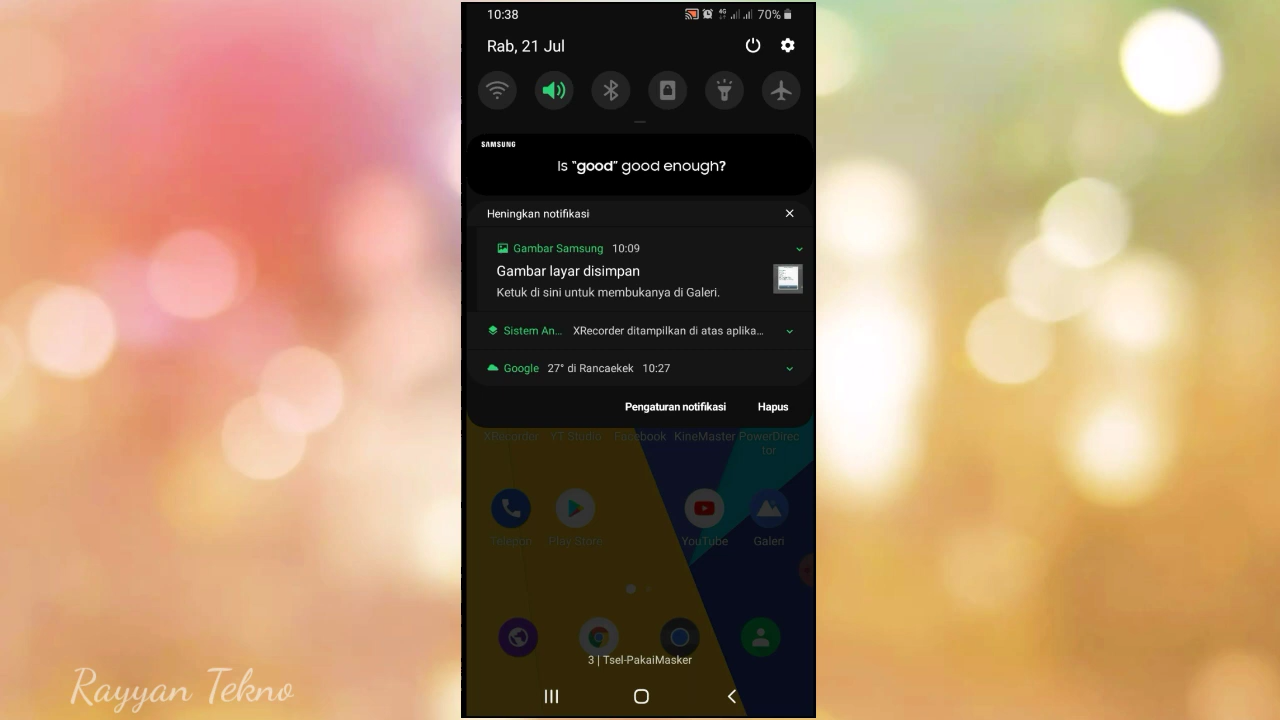 10:38
4G
70%
Rab, 21 Jul
SAMSUNG
Is "good" good enough?
Heningkan notifikasi
Gambar Samsung 10:09
Gambar layar disimpan
Ketuk di sini untuk membukanya di Galeri.
Sistem An… XRecorder ditampilkan di atas aplika…
Google 27° di Rancaekek 10:27
Pengaturan notifikasi Hapus
XRecorder YT Studio Facebook KineMaster PowerDirec
tor
Telepon Play Store YouTube Galeri
3 | Tsel-PakaiMasker
Rayyan Tekno